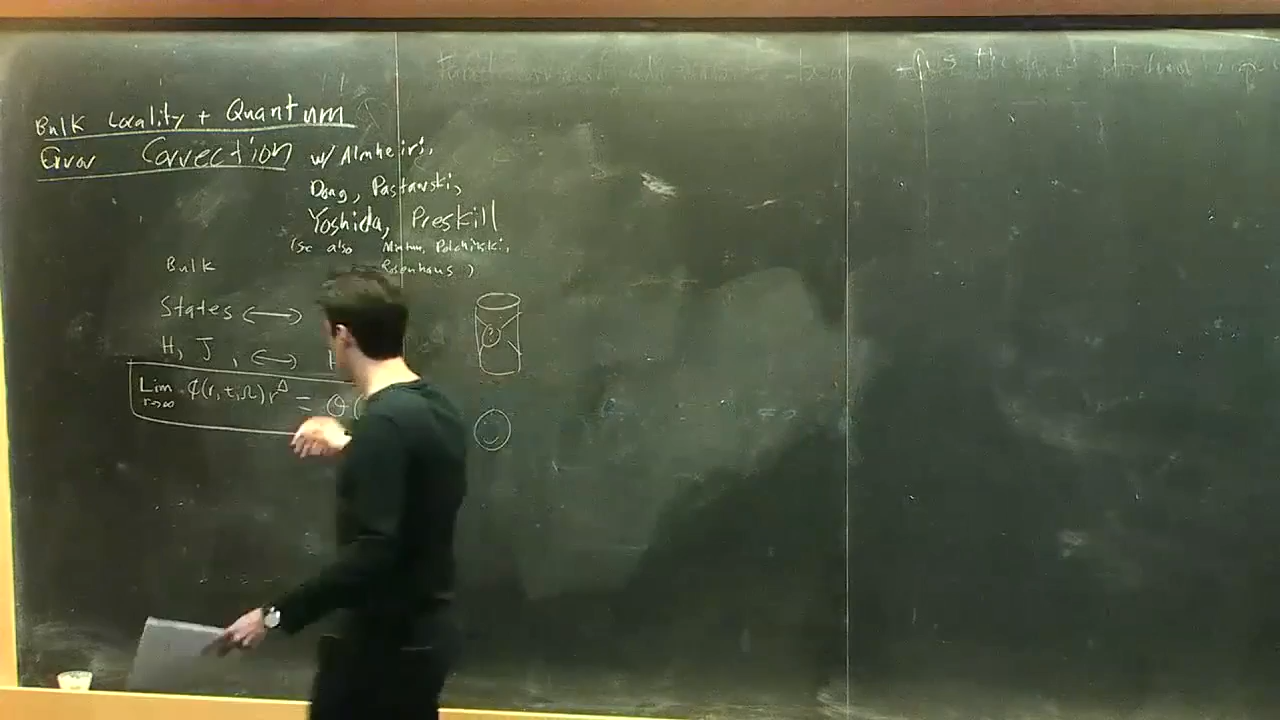 Bulk Locality + Quantum
Error Correction w/ Almheiri,
Dong, Pastawski,
Yoshida, Preskill
(see also Mintun, Polchinski,
Rosenhaus)
Bulk
States ⟷
H, J, ⟷
Lim r→∞ φ(r,t,Ω) r^Δ = O(